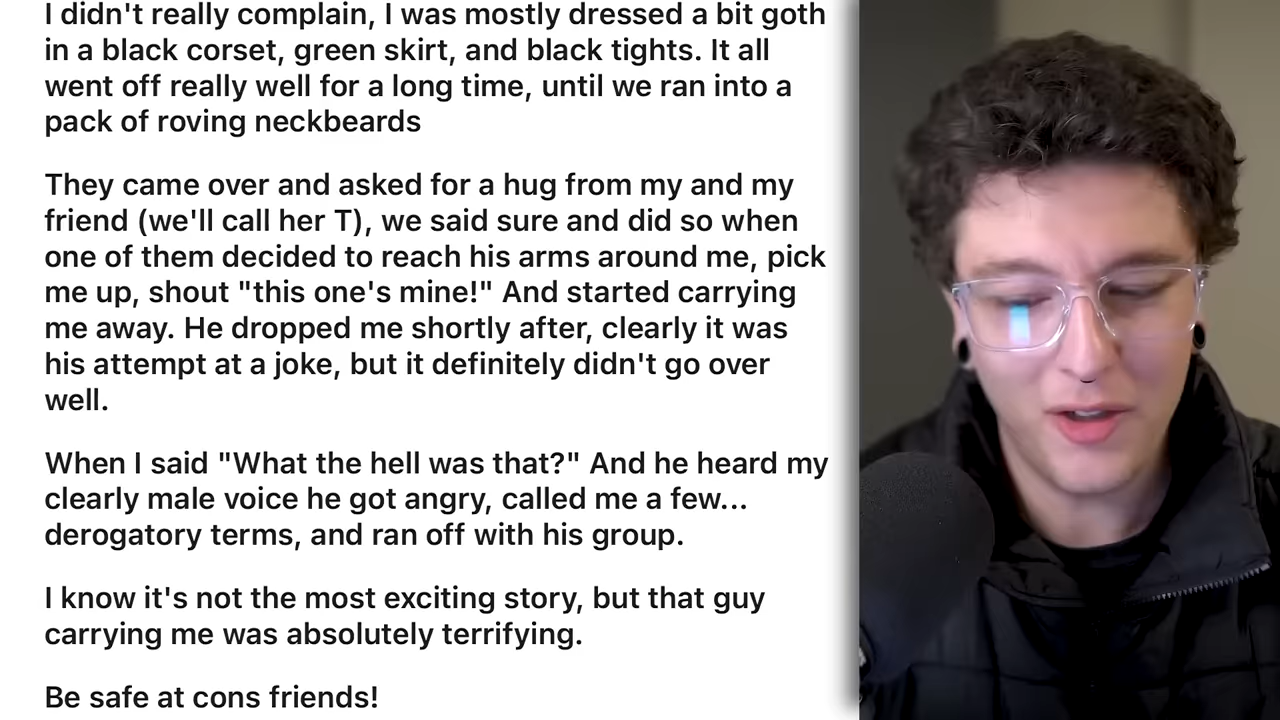 I didn't really complain, I was mostly dressed a bit goth
in a black corset, green skirt, and black tights. It all
went off really well for a long time, until we ran into a
pack of roving neckbeards
They came over and asked for a hug from my and my
friend (we'll call her T), we said sure and did so when
one of them decided to reach his arms around me, pick
me up, shout "this one's mine!" And started carrying
me away. He dropped me shortly after, clearly it was
his attempt at a joke, but it definitely didn't go over
well.
When I said "What the hell was that?" And he heard my
clearly male voice he got angry, called me a few...
derogatory terms, and ran off with his group.
I know it's not the most exciting story, but that guy
carrying me was absolutely terrifying.
Be safe at cons friends!